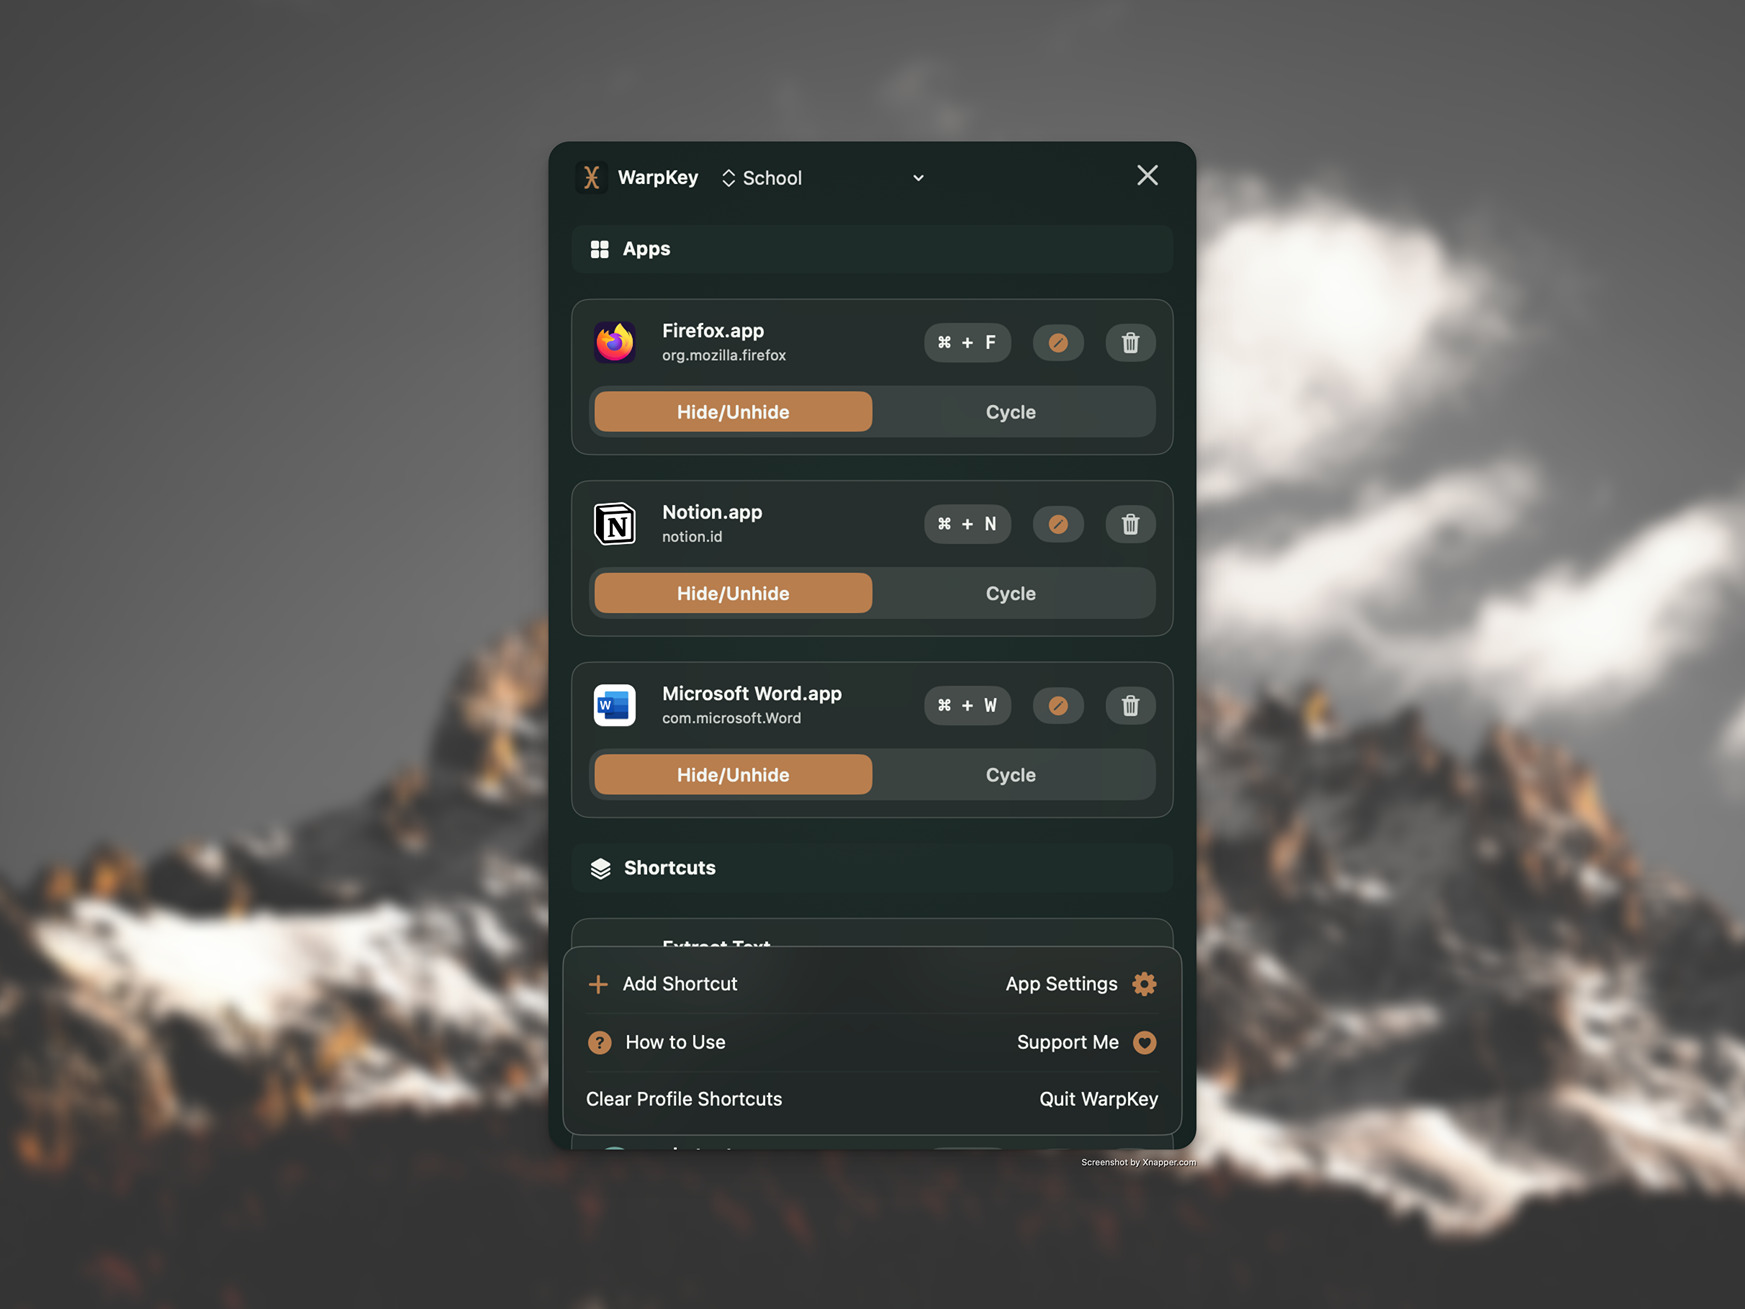 WarpKey School
Apps
Firefox.app
org.mozilla.firefox
⌘ + F
Hide/Unhide Cycle
Notion.app
notion.id
⌘ + N
Hide/Unhide Cycle
Microsoft Word.app
com.microsoft.Word
⌘ + W
Hide/Unhide Cycle
Shortcuts
Extract Text
Add Shortcut App Settings
How to Use Support Me
Clear Profile Shortcuts Quit WarpKey
Screenshot by Xnapper.com